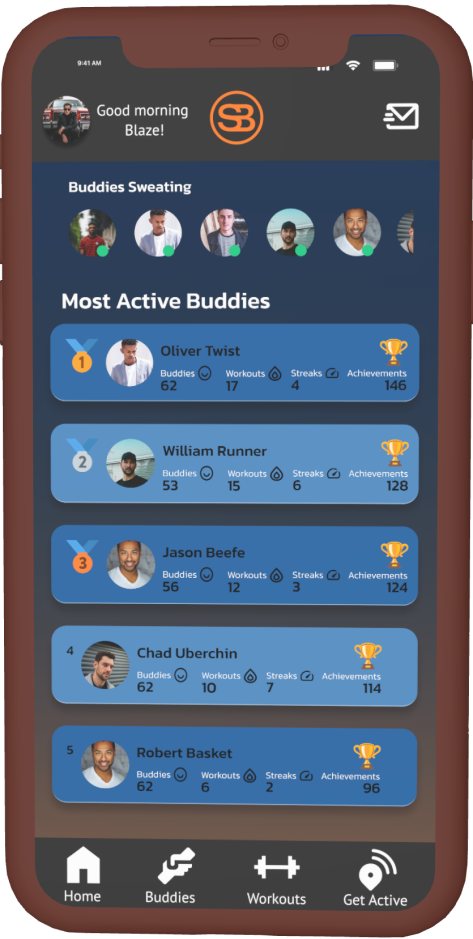 9:41 AM
Good morning
Blaze!
SB
Buddies Sweating
Most Active Buddies
1
Oliver Twist
Buddies Workouts Streaks Achievements
62 17 4 146
2
William Runner
Buddies Workouts Streaks Achievements
53 15 6 128
3
Jason Beefe
Buddies Workouts Streaks Achievements
56 12 3 124
4
Chad Uberchin
Buddies Workouts Streaks Achievements
62 10 7 114
5
Robert Basket
Buddies Workouts Streaks Achievements
62 6 2 96
Home Buddies Workouts Get Active